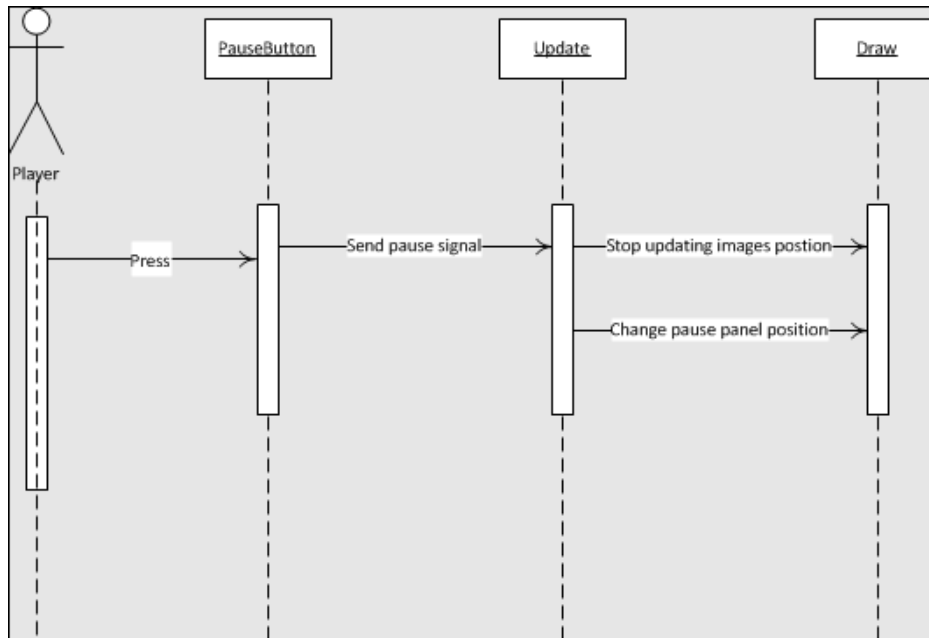 PauseButton
Update
Draw
Player
Send pause signal
Stop updating images postion
Press
Change pause panel position